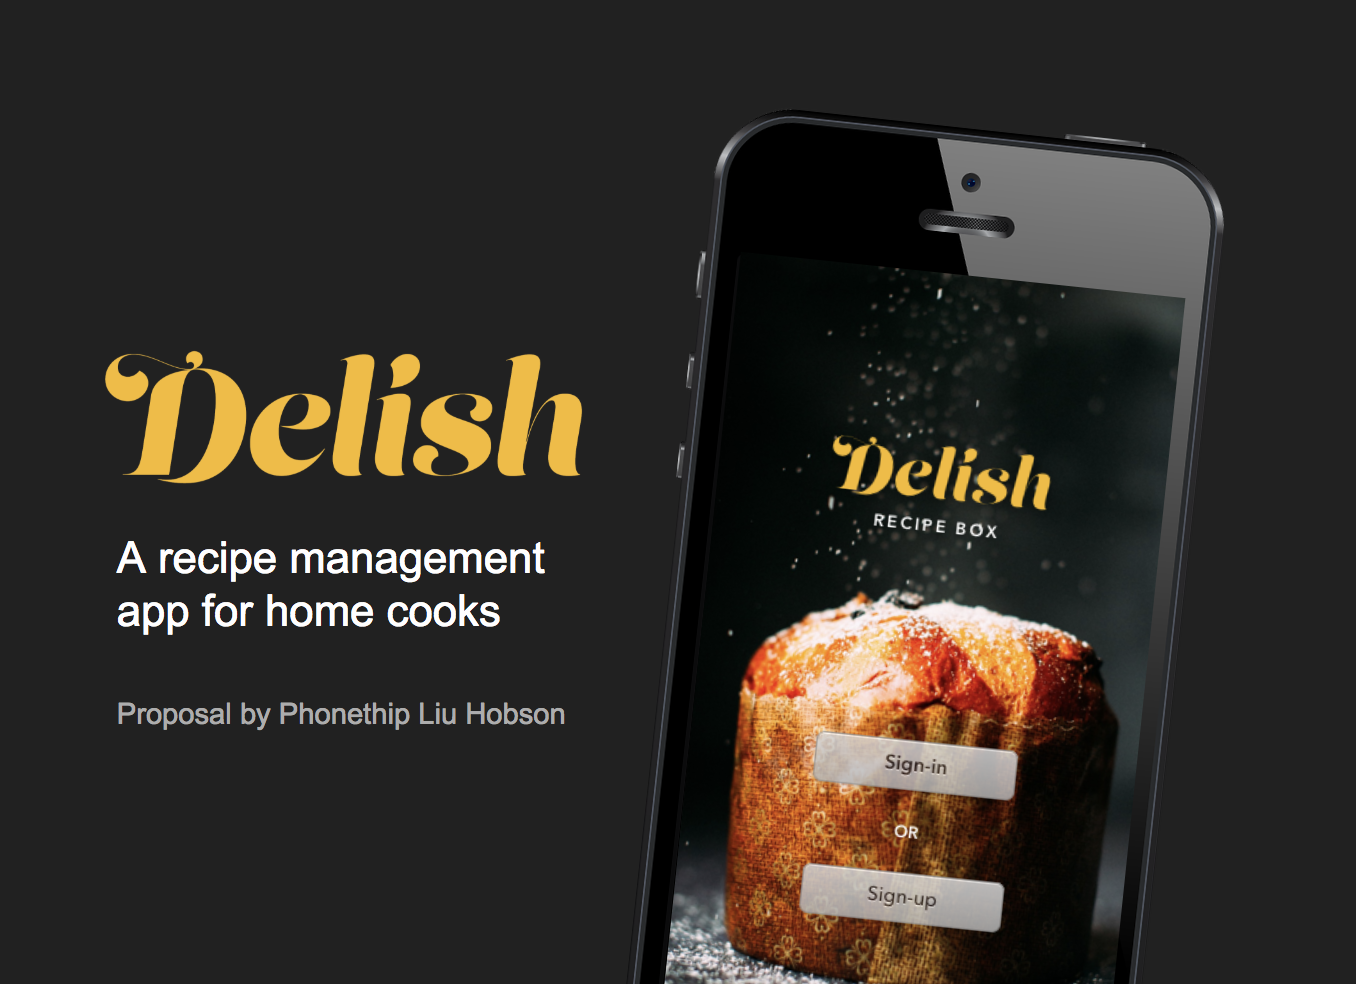 Delish
A recipe management
app for home cooks
Proposal by Phonethip Liu Hobson
Delish
RECIPE BOX
Sign-in
OR
Sign-up